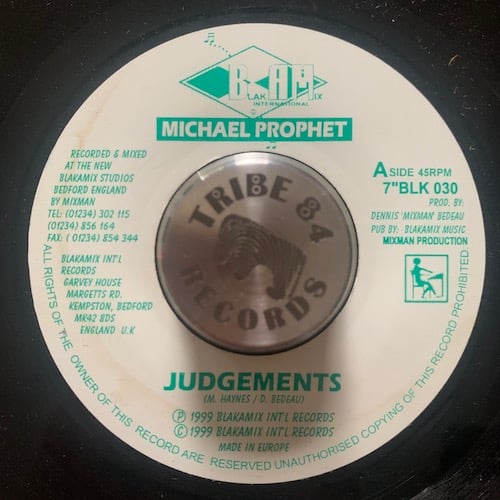 BAM
BLAKAMIX
INTERNATIONAL
MICHAEL PROPHET
RECORDED & MIXED
AT THE NEW
BLAKAMIX STUDIOS
BEDFORD ENGLAND
BY MIXMAN
TEL: (01234) 302 115
(01234) 856 164
FAX: ( 01234) 854 344
BLAKAMIX INT'L
RECORDS
GARVEY HOUSE
MARGETTS RD.
KEMPSTON, BEDFORD
MK42 8DS
ENGLAND U.K
A SIDE 45RPM
7"BLK 030
PROD. BY:
DENNIS 'MIXMAN' BEDEAU
PUB BY: BLAKAMIX MUSIC
MIXMAN PRODUCTION
TRIBE 84
RECORDS
JUDGEMENTS
(M. HAYNES / D. BEDEAU)
Ⓟ 1999 BLAKAMIX INT'L RECORDS
© 1999 BLAKAMIX INT'L RECORDS
MADE IN EUROPE
ALL RIGHTS OF THE OWNER OF THIS RECORD ARE RESERVED UNAUTHORISED COPYING OF THIS RECORD PROHIBITED.